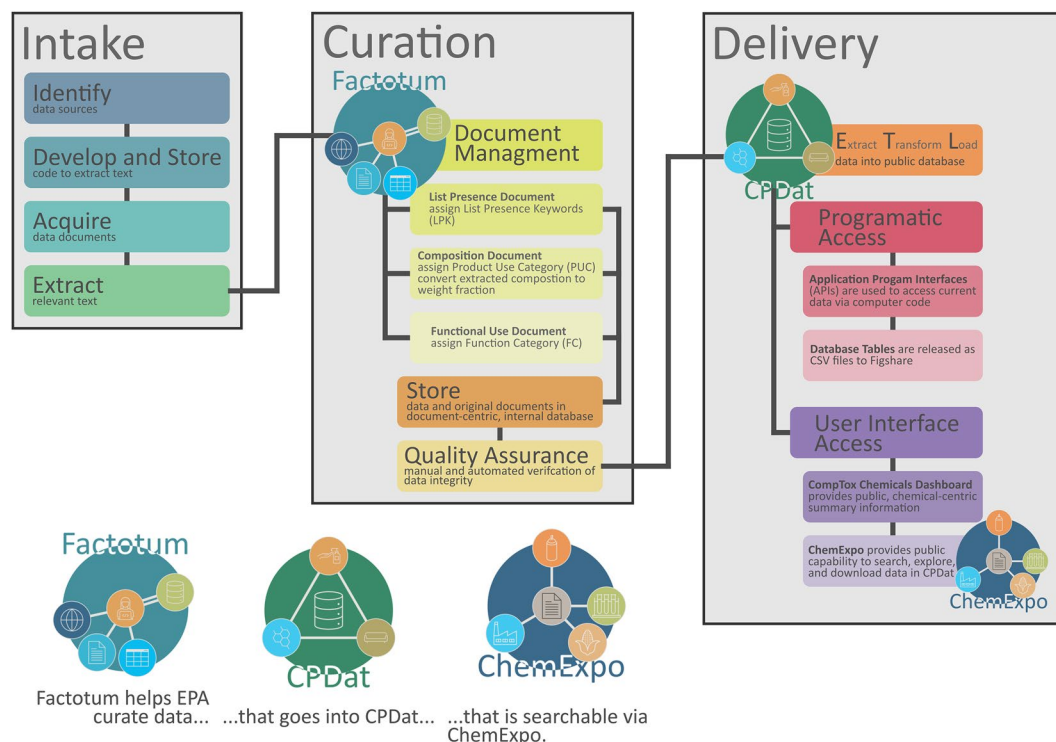 Intake
Identify
data sources
Develop and Store
code to extract text
Acquire
data documents
Extract
relevant text
Curation
Factotum
Document
Managment
List Presence Document
assign List Presence Keywords
(LPK)
Composition Document
assign Product Use Category (PUC)
convert extracted compostion to
weight fraction
Functional Use Document
assign Function Category (FC)
Store
data and original documents in
document-centric, internal database
Quality Assurance
manual and automated verifcation of
data integrity
Delivery
CPDat
Extract Transform Load
data into public database
Programatic
Access
Application Progam Interfaces
(APIs) are used to access current
data via computer code
Database Tables are released as
CSV files to Figshare
User Interface
Access
CompTox Chemicals Dashboard
provides public, chemical-centric
summary information
ChemExpo provides public
capability to search, explore,
and download data in CPDat
ChemExpo
Factotum
CPDat
ChemExpo
Factotum helps EPA
curate data...
...that goes into CPDat...
...that is searchable via
ChemExpo.